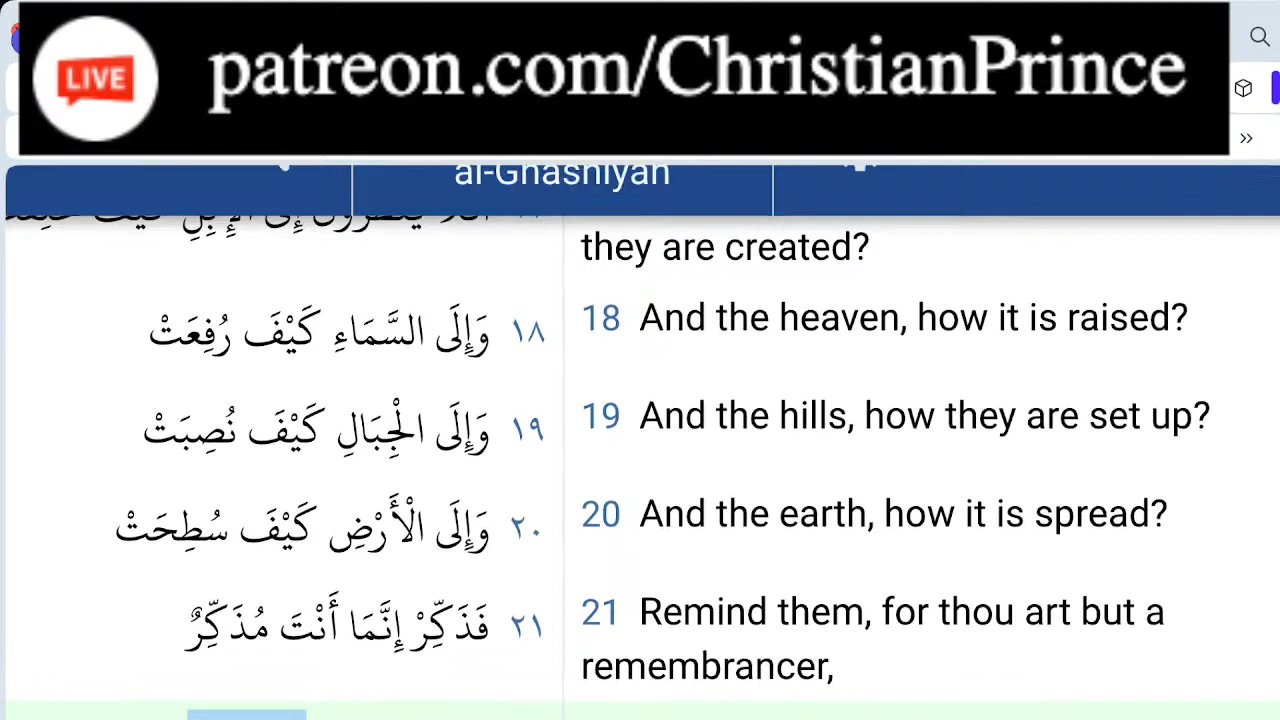 LIVE
patreon.com/ChristianPrince
al-Ghashiyah
they are created?
١٨ وَإِلَى السَّمَاءِ كَيْفَ رُفِعَتْ
18 And the heaven, how it is raised?
١٩ وَإِلَى الْجِبَالِ كَيْفَ نُصِبَتْ
19 And the hills, how they are set up?
٢٠ وَإِلَى الْأَرْضِ كَيْفَ سُطِحَتْ
20 And the earth, how it is spread?
٢١ فَذَكِّرْ إِنَّمَا أَنْتَ مُذَكِّرٌ
21 Remind them, for thou art but a
remembrancer,